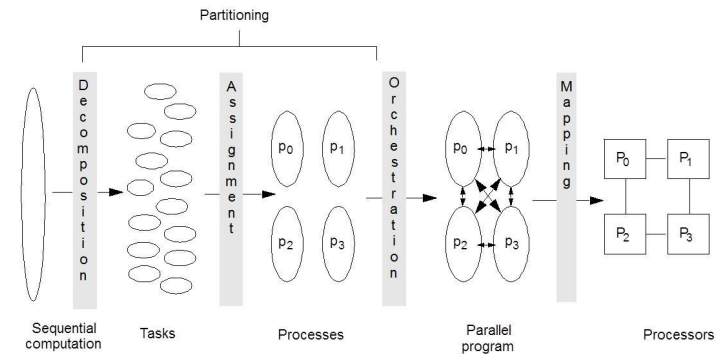 Partitioning
Decomposition
Assignment
Orchestration
Mapping
p0
p1
p2
p3
p0
p1
p2
p3
P0
P1
P2
P3
Sequential
computation
Tasks
Processes
Parallel
program
Processors